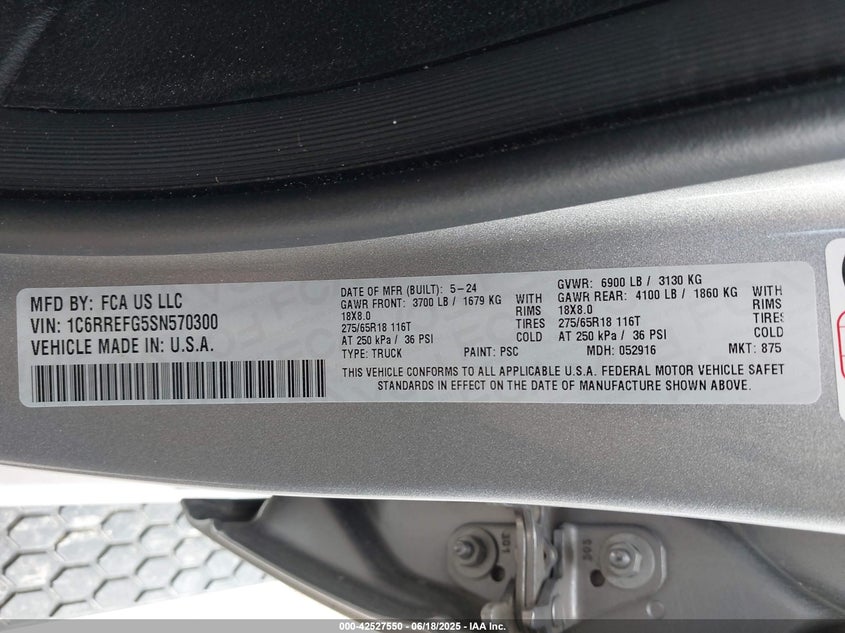 MFD BY: FCA US LLC
VIN: 1C6RREFG5SN570300
VEHICLE MADE IN: U.S.A.
DATE OF MFR (BUILT): 5-24
GAWR FRONT: 3700 LB / 1679 KG WITH
18X8.0 RIMS
275/65R18 116T TIRES
AT 250 kPa / 36 PSI COLD
TYPE: TRUCK PAINT: PSC
GVWR: 6900 LB / 3130 KG
GAWR REAR: 4100 LB / 1860 KG WITH
18X8.0 RIMS
275/65R18 116T TIRES
AT 250 kPa / 36 PSI COLD
MDH: 052916 MKT: 875
THIS VEHICLE CONFORMS TO ALL APPLICABLE U.S.A. FEDERAL MOTOR VEHICLE SAFET
STANDARDS IN EFFECT ON THE DATE OF MANUFACTURE SHOWN ABOVE.
000-42527550 - 06/18/2025 - IAA Inc.